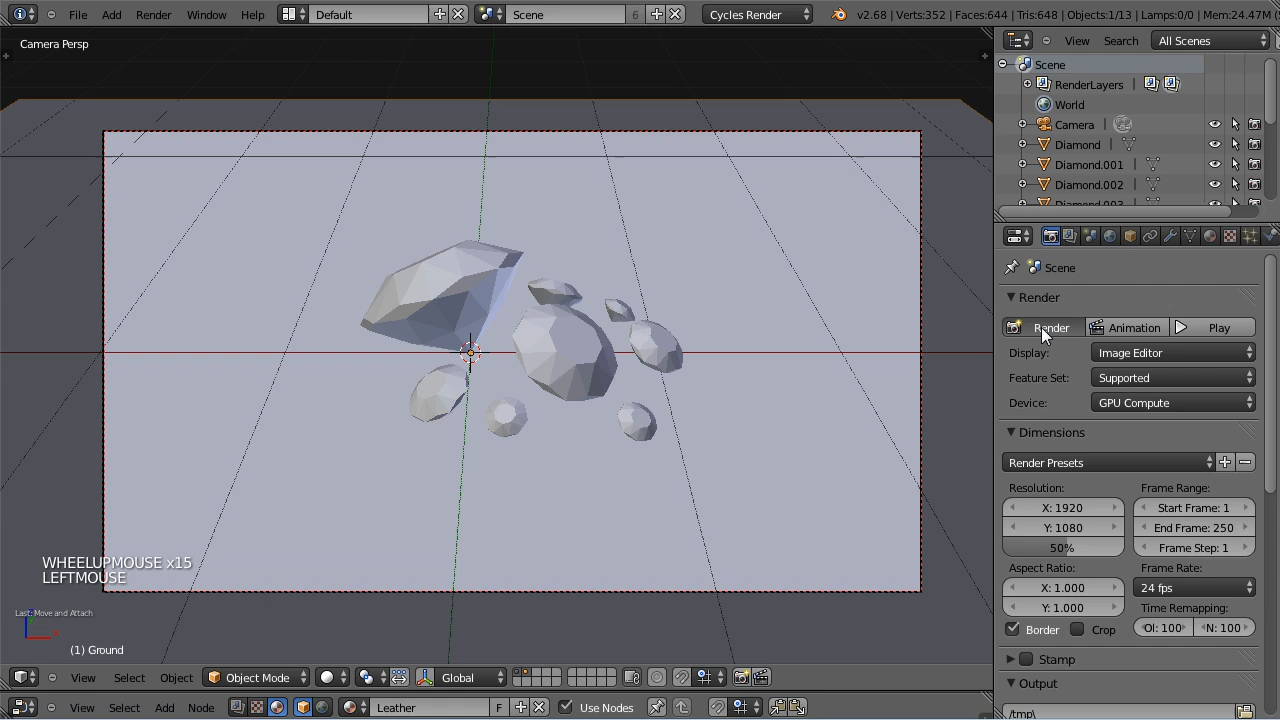 File Add Render Window Help Default Scene 6 Cycles Render v2.68 | Verts:352 | Faces:644 | Tris:648 | Objects:1/13 | Lamps:0/0 | Mem:24.47M
Camera Persp
View Search All Scenes
Scene
RenderLayers
World
Camera
Diamond
Diamond.001
Diamond.002
Diamond.003
Scene
Render
Render Animation Play
Display: Image Editor
Feature Set: Supported
Device: GPU Compute
Dimensions
Render Presets
Resolution: Frame Range:
X: 1920 Start Frame: 1
Y: 1080 End Frame: 250
50% Frame Step: 1
Aspect Ratio: Frame Rate:
X: 1.000 24 fps
Y: 1.000 Time Remapping:
Border Crop Ol: 100 N: 100
Stamp
Output
/tmp\
WHEELUPMOUSE x15
LEFTMOUSE
Last: Move and Attach
(1) Ground
View Select Object Object Mode Global
View Select Add Node Leather F Use Nodes